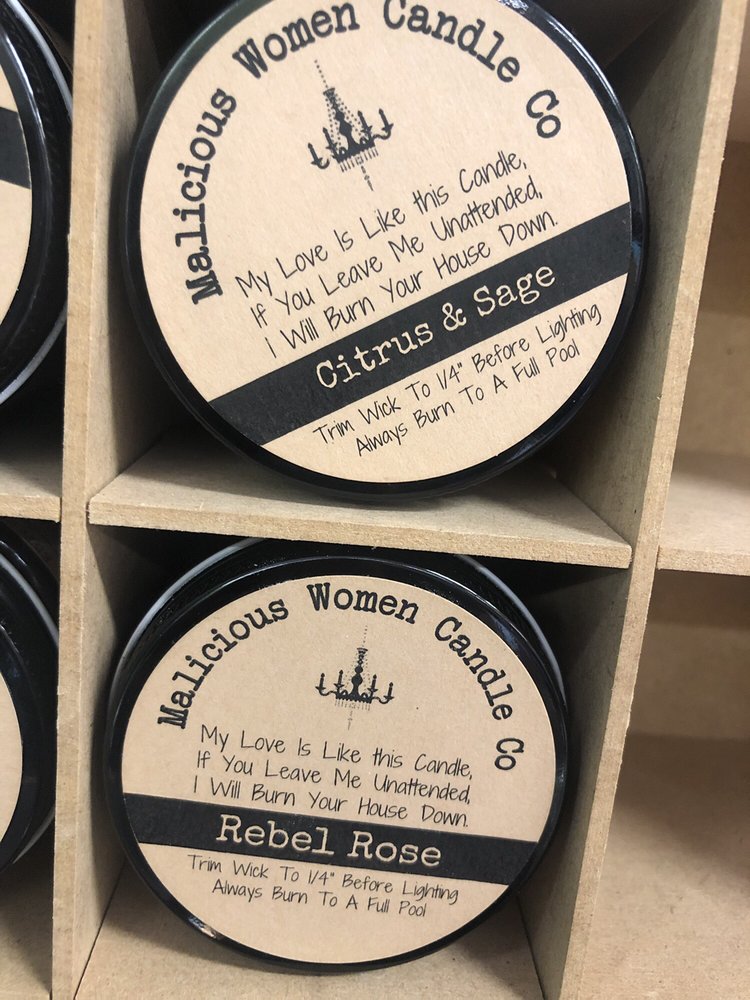 Malicious Women Candle Co
My Love Is Like this Candle,
If You Leave Me Unattended,
I Will Burn Your House Down.
Citrus & Sage
Trim Wick To 1/4" Before Lighting
Always Burn To A Full Pool
Malicious Women Candle Co
My Love Is Like this Candle,
If You Leave Me Unattended,
I Will Burn Your House Down.
Rebel Rose
Trim Wick To 1/4" Before Lighting
Always Burn To A Full Pool